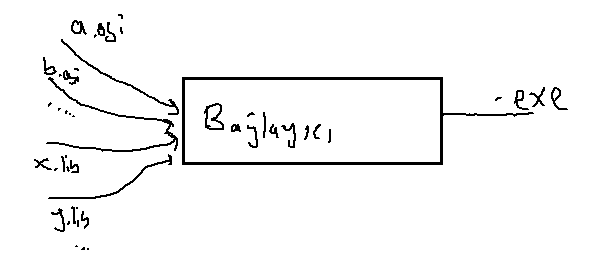 a.obj
b.obj
.....
x.lib
y.lib
...
Bağlayıcı
.exe